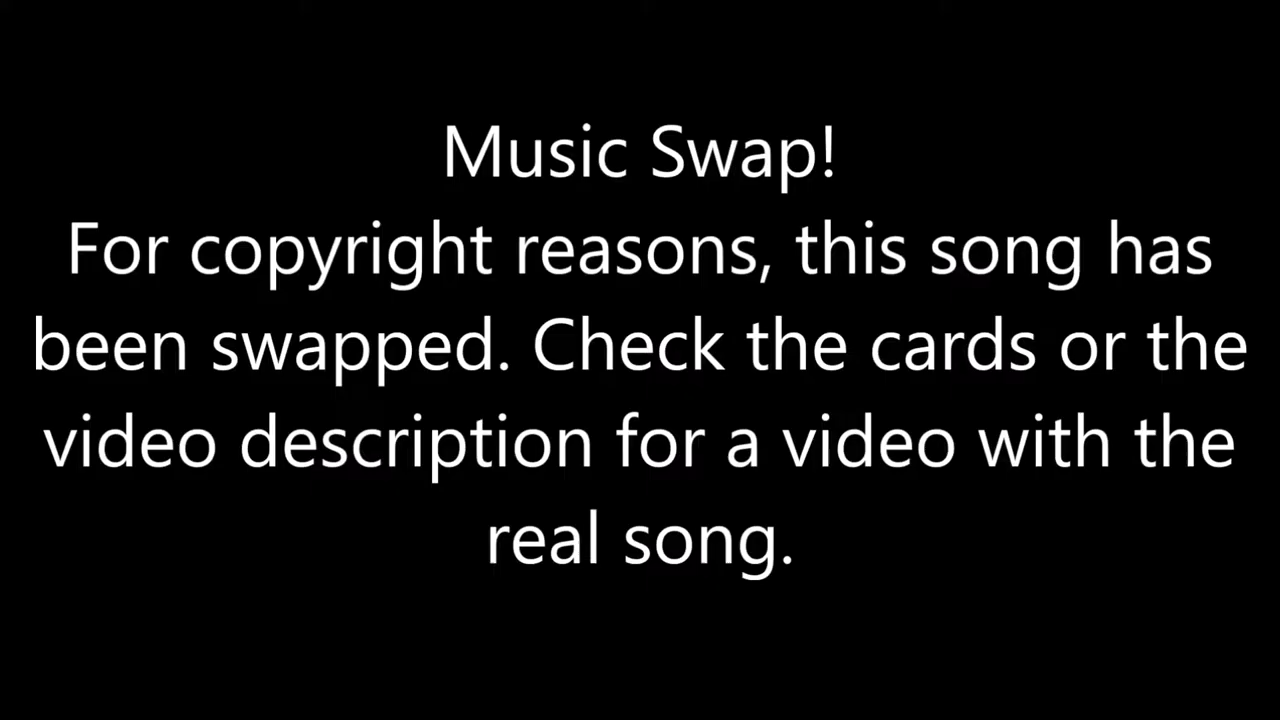 Music Swap!
For copyright reasons, this song has
been swapped. Check the cards or the
video description for a video with the
real song.